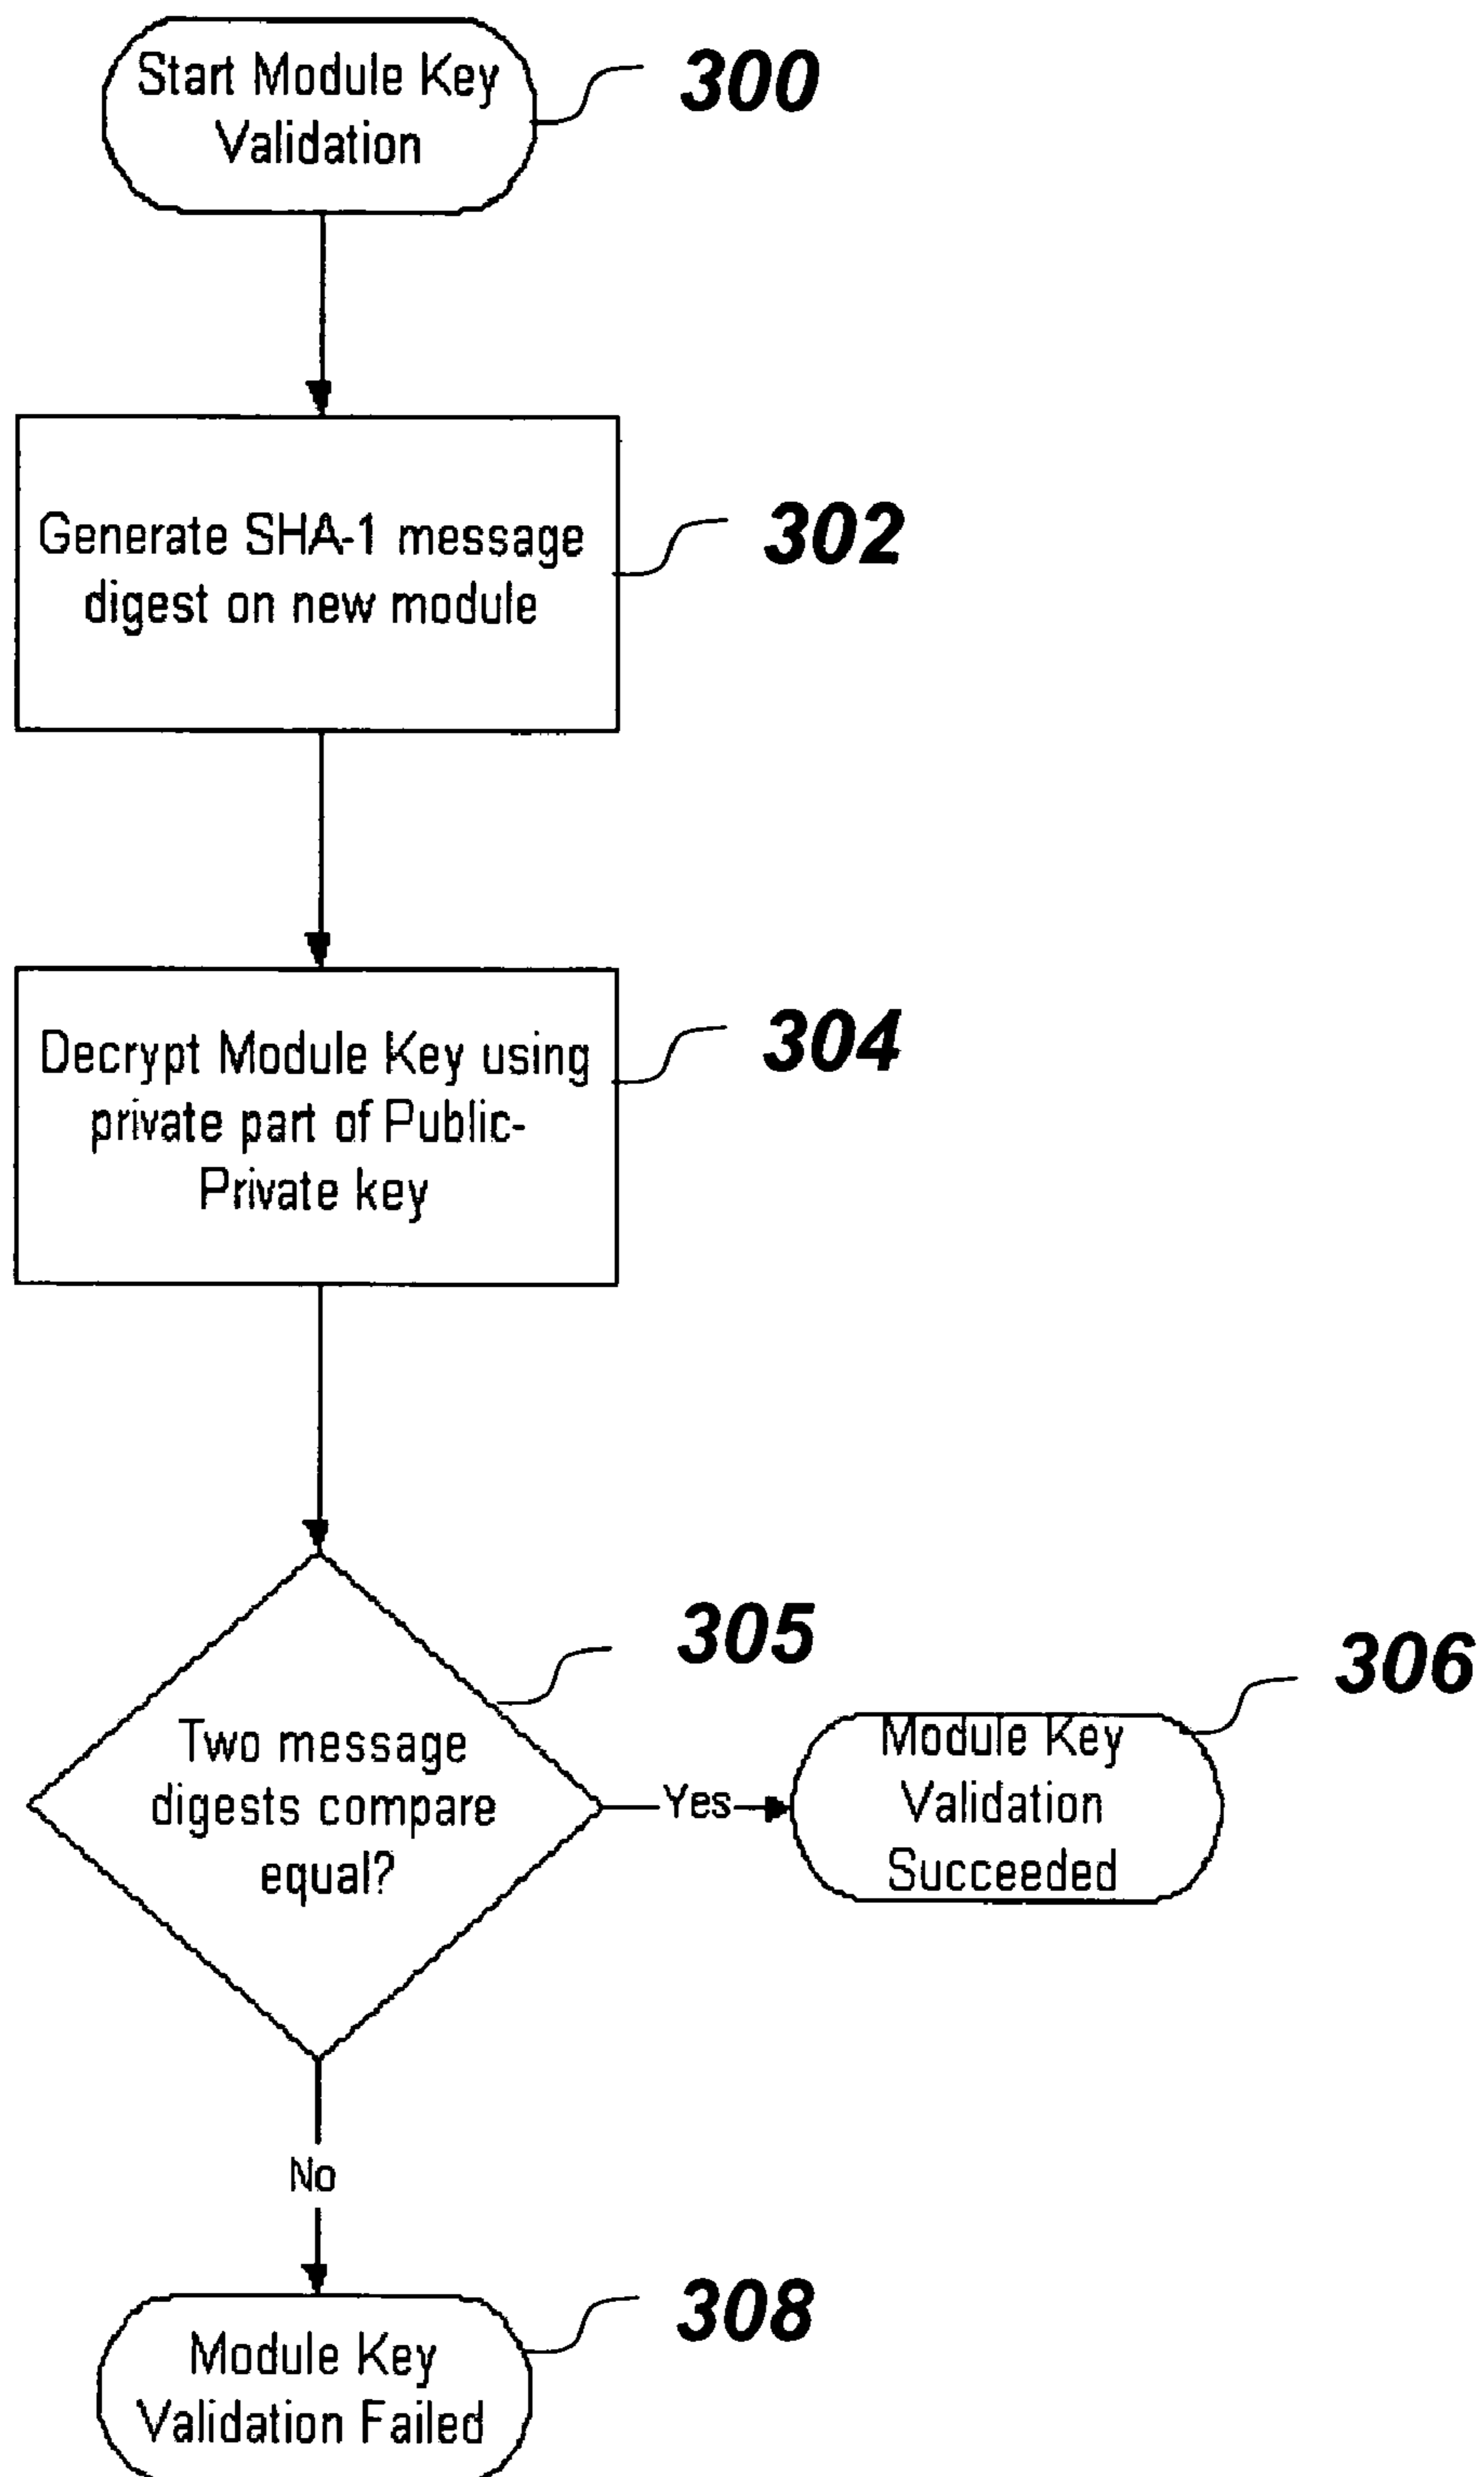 Start Module Key
Validation
300
Generate SHA-1 message
digest on new module
302
Decrypt Module Key using
private part of Public-
Private key
304
Two message
digests compare
equal?
305
Yes
Module Key
Validation
Succeeded
306
No
Module Key
Validation Failed
308